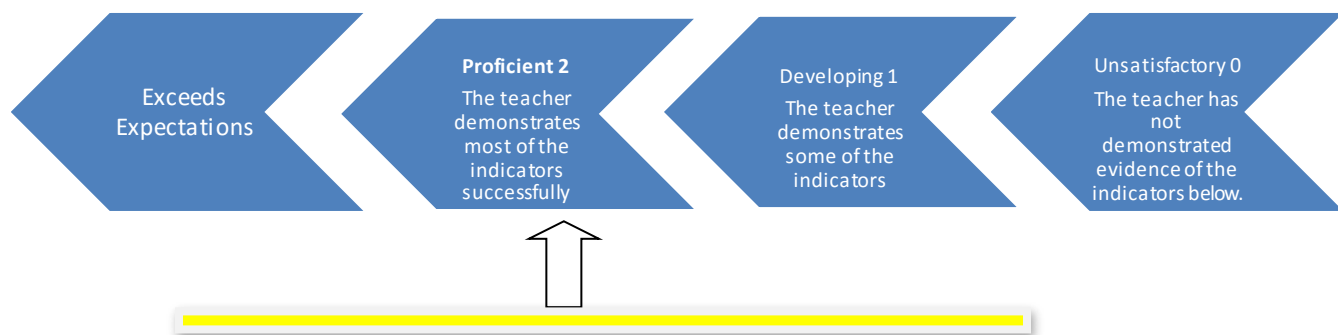 Exceeds
Expectations
Proficient 2
The teacher
demonstrates
most of the
indicators
successfully
Developing 1
The teacher
demonstrates
some of the
indicators
Unsatisfactory 0
The teacher has
not
demonstrated
evidence of the
indicators below.